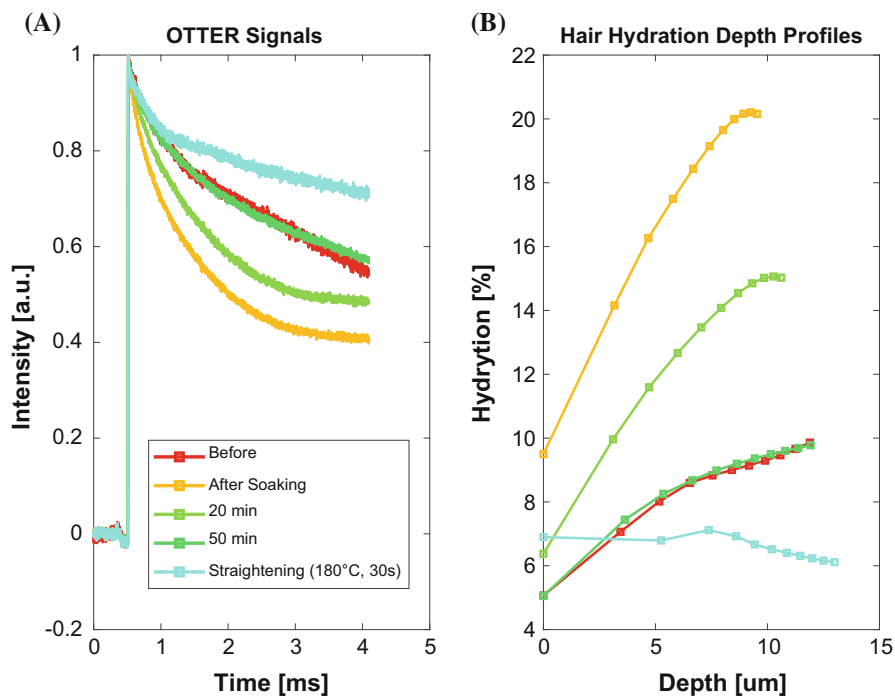 (A)
OTTER Signals
1
0.8
0.6
0.4
0.2
0
-0.2
Intensity [a.u.]
Before
After Soaking
20 min
50 min
Straightening (180°C, 30s)
0 1 2 3 4 5
Time [ms]
(B)
Hair Hydration Depth Profiles
22
20
18
16
14
12
10
8
6
4
Hydrytion [%]
0 5 10 15
Depth [um]